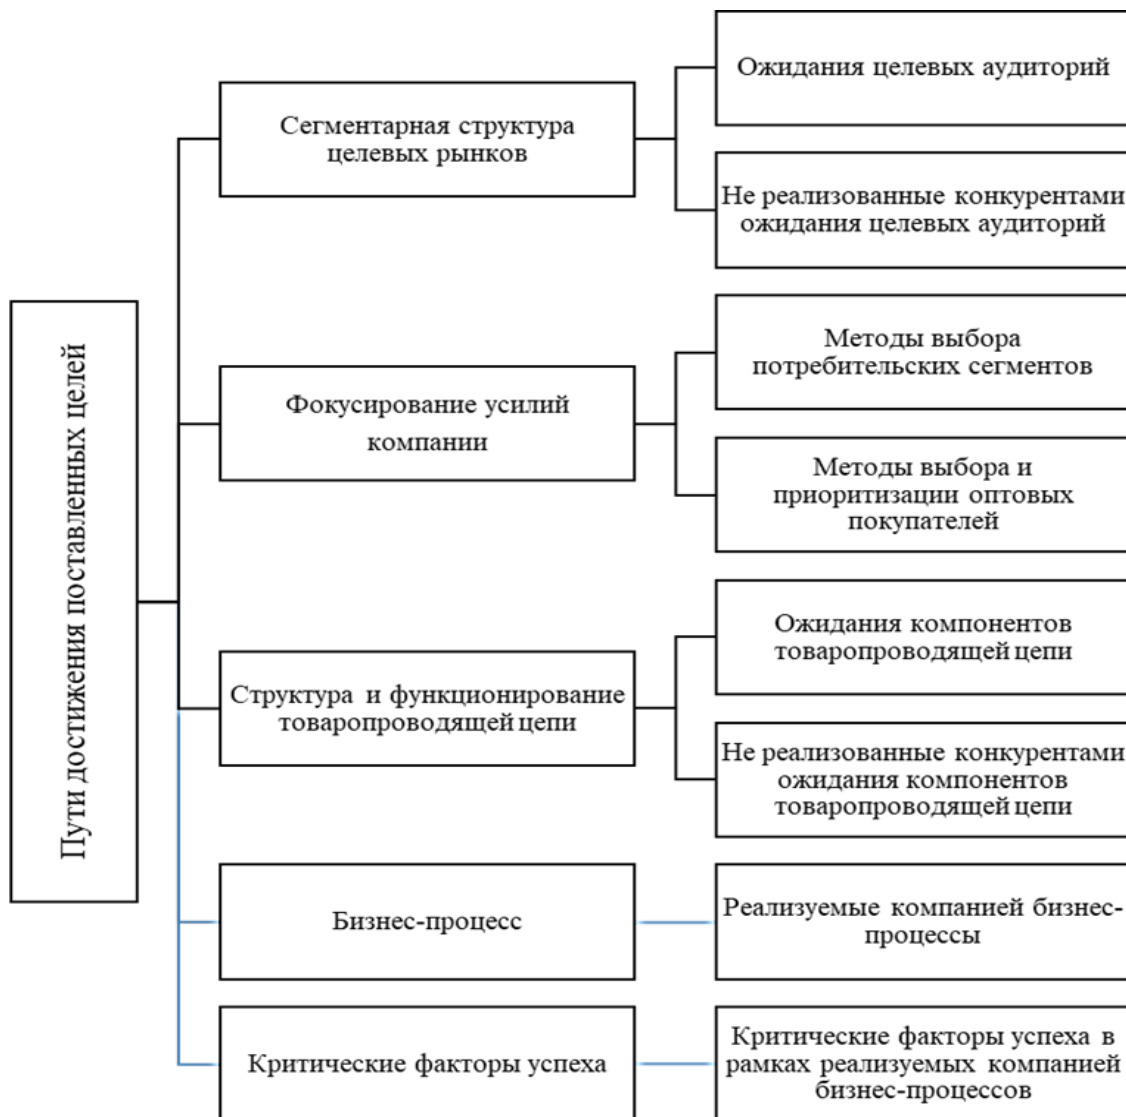 Пути достижения поставленных целей
Сегментарная структура
целевых рынков
Ожидания целевых аудиторий
Не реализованные конкурентами
ожидания целевых аудиторий
Фокусирование усилий
компании
Методы выбора
потребительских сегментов
Методы выбора и
приоритизации оптовых
покупателей
Структура и функционирование
товаропроводящей цепи
Ожидания компонентов
товаропроводящей цепи
Не реализованные конкурентами
ожидания компонентов
товаропроводящей цепи
Бизнес-процесс
Реализуемые компанией бизнес-
процессы
Критические факторы успеха
Критические факторы успеха в
рамках реализуемых компанией
бизнес-процессов